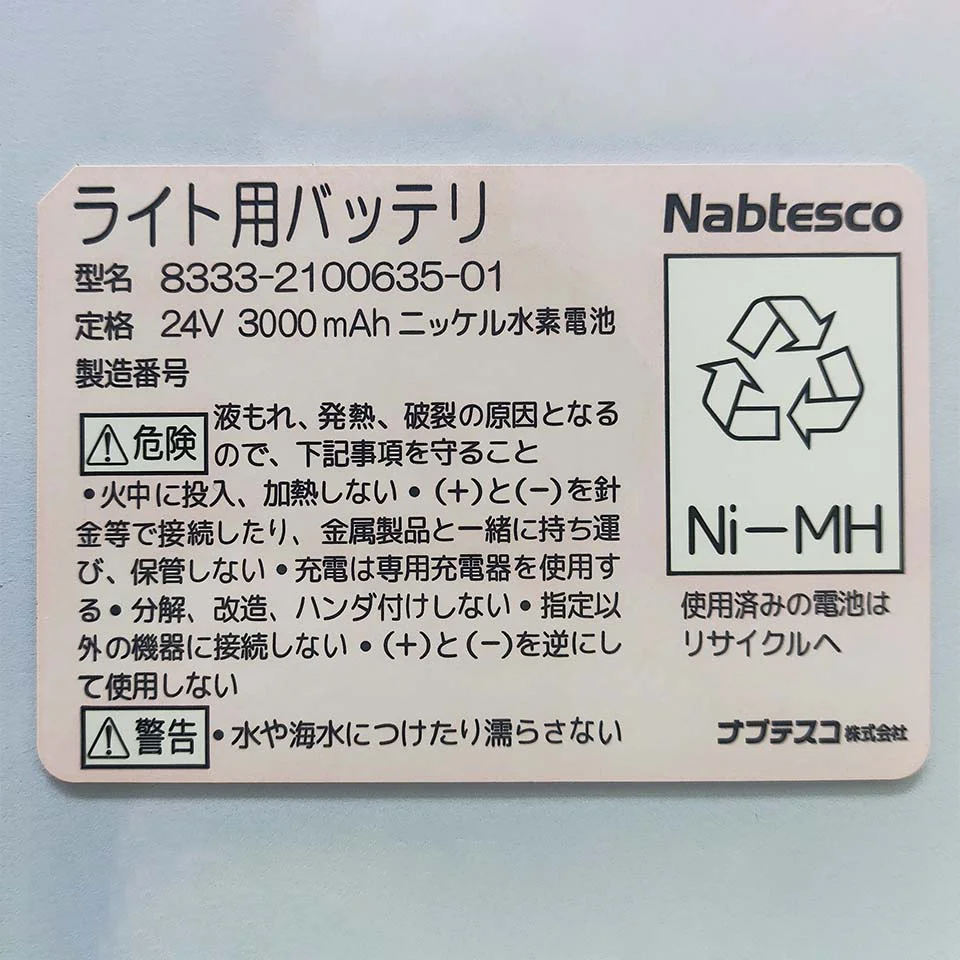 ライト用バッテリ
型名 8333-2100635-01
定格 24V 3000mAh ニッケル水素電池
製造番号
危険 液もれ、発熱、破裂の原因となる
ので、下記事項を守ること
•火中に投入、加熱しない•(+)と(−)を針
金等で接続したり、金属製品と一緒に持ち運
び、保管しない•充電は専用充電器を使用す
る•分解、改造、ハンダ付けしない•指定以
外の機器に接続しない•(+)と(−)を逆にし
て使用しない
警告 •水や海水につけたり濡らさない
Nabtesco
Ni-MH
使用済みの電池は
リサイクルへ
ナブテスコ株式会社